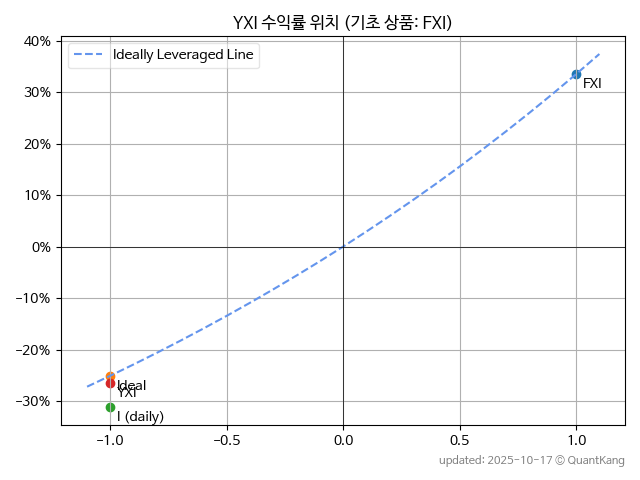 YXI 수익률 위치 (기초 상품: FXI)
40%
30%
20%
10%
0%
−10%
−20%
−30%
Ideally Leveraged Line
FXI
Ideal
YXI
I (daily)
−1.0
−0.5
0.0
0.5
1.0
updated: 2025-10-17 © QuantKang